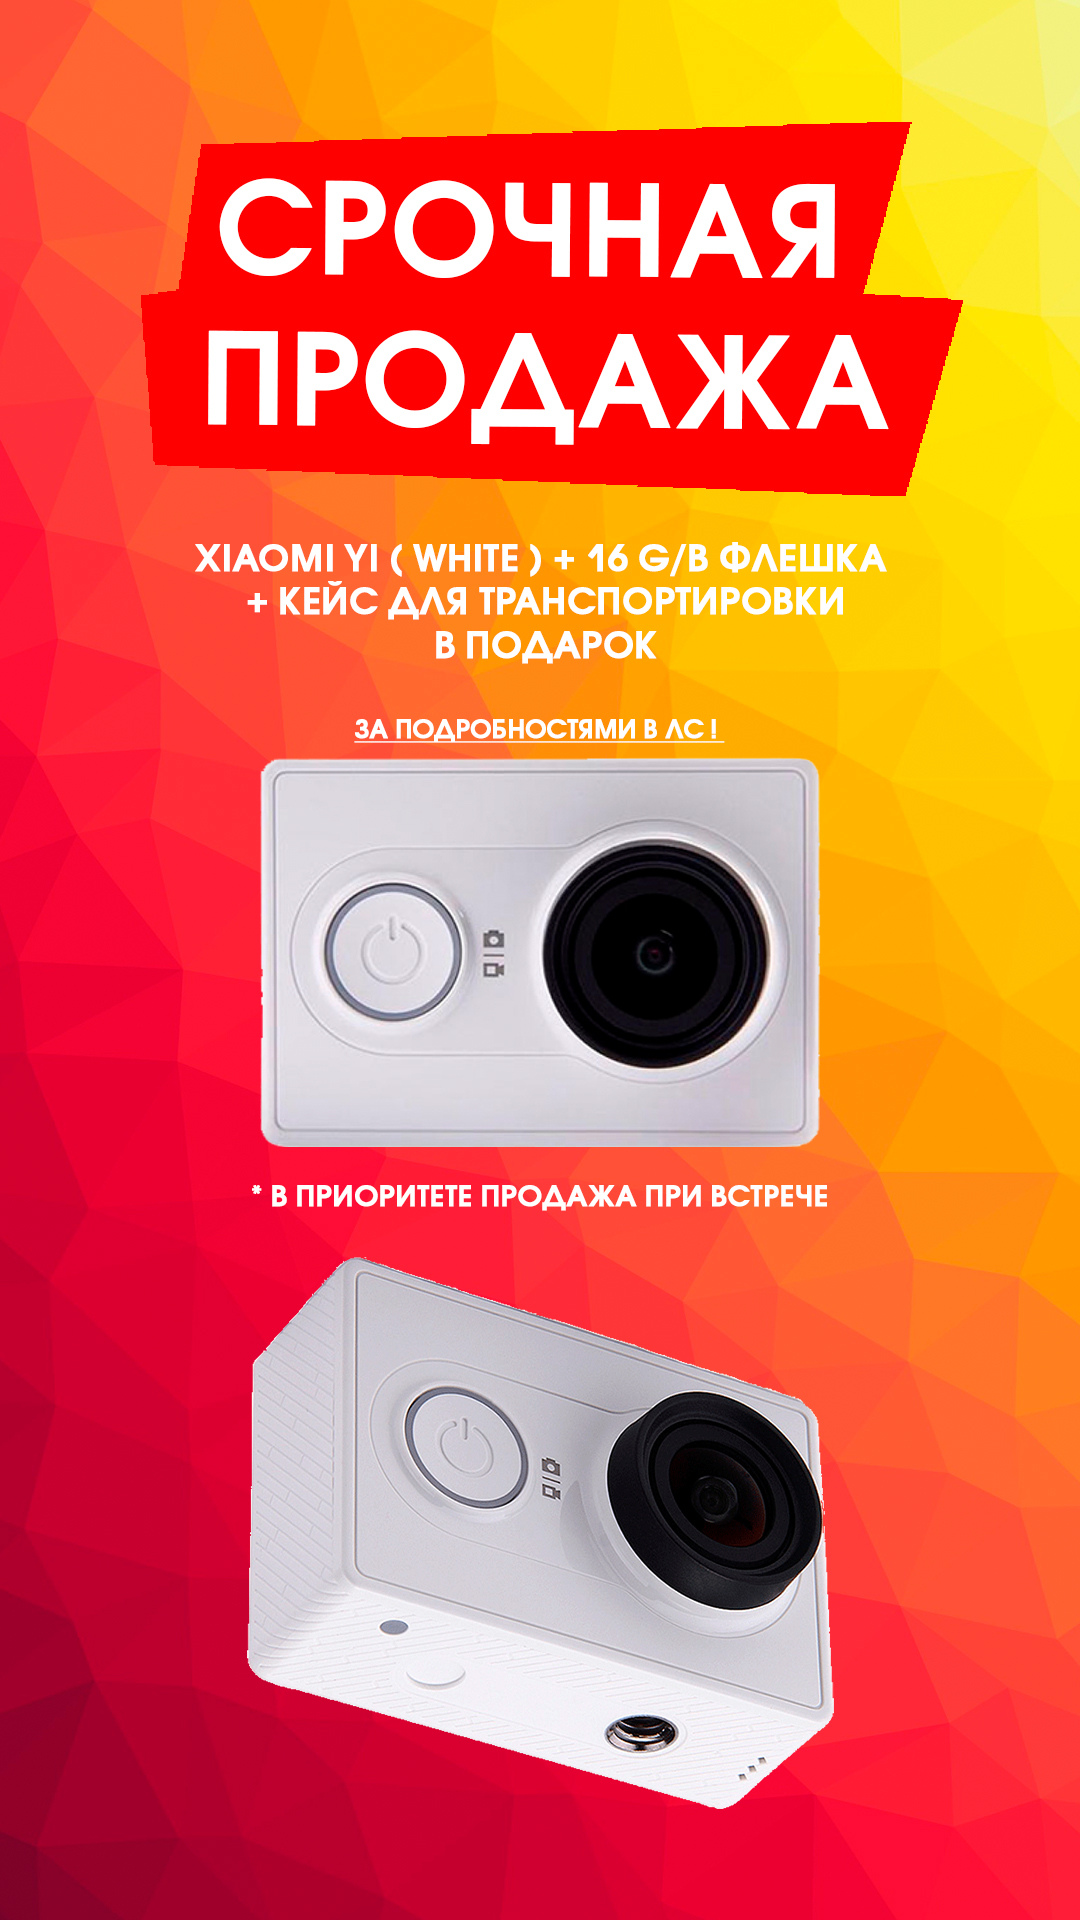 СРОЧНАЯ
ПРОДАЖА
XIAOMI YI ( WHITE ) + 16 G/B ФЛЕШКА
+ КЕЙС ДЛЯ ТРАНСПОРТИРОВКИ
В ПОДАРОК
ЗА ПОДРОБНОСТЯМИ В ЛС !
* В ПРИОРИТЕТЕ ПРОДАЖА ПРИ ВСТРЕЧЕ